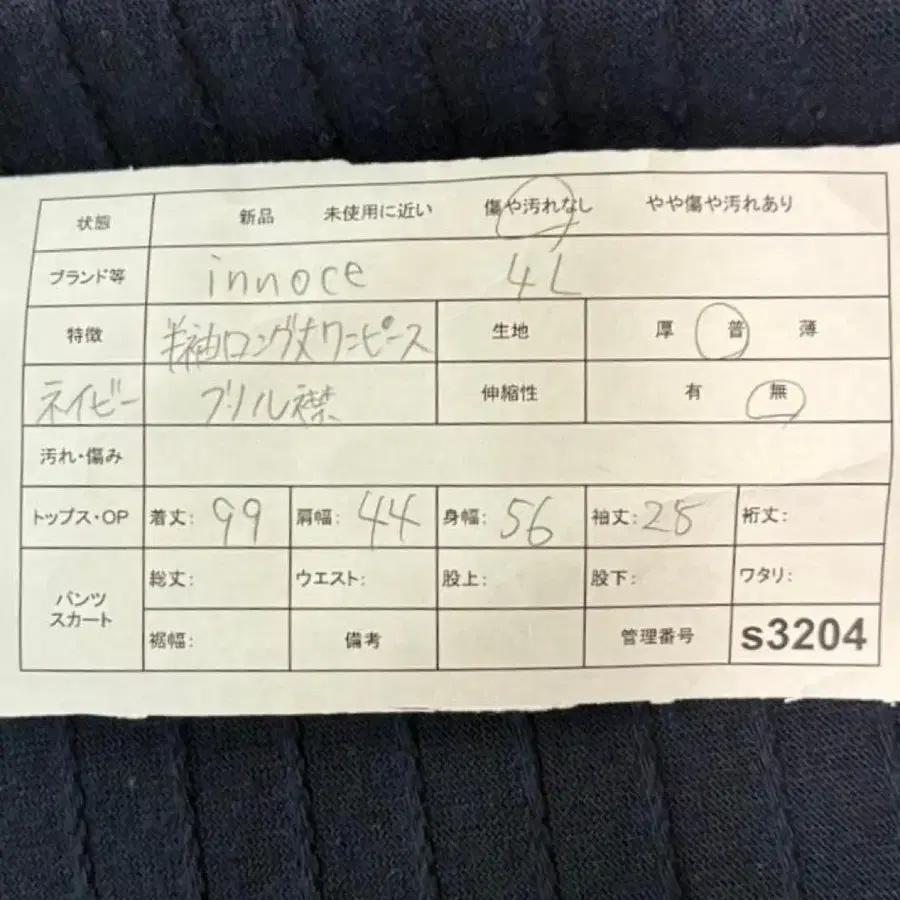 状態 新品 未使用に近い 傷や汚れなし やや傷や汚れあり
ブランド等 innoce 4L
特徴 半袖ロング丈ワンピース 生地 厚 普 薄
ネイビー フリル襟 伸縮性 有 無
汚れ・傷み
トップス・OP 着丈: 99 肩幅: 44 身幅: 56 袖丈: 25 裄丈:
パンツ スカート 総丈: ウエスト: 股上: 股下: ワタリ:
裾幅: 備考 管理番号 s3204